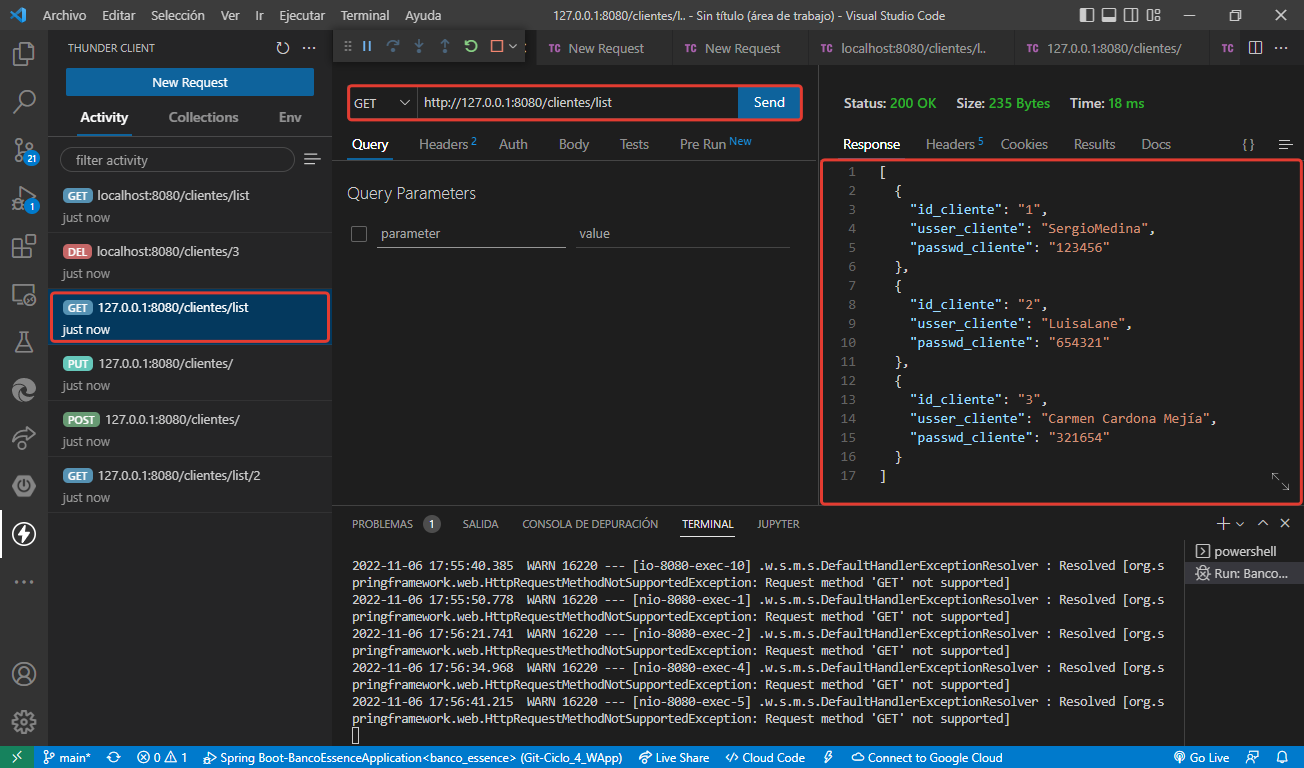 Archivo Editar Selección Ver Ir Ejecutar Terminal Ayuda 127.0.0.1:8080/clientes/l.. - Sin título (área de trabajo) - Visual Studio Code
THUNDER CLIENT
New Request
Activity Collections Env
filter activity
GET localhost:8080/clientes/list
just now
DEL localhost:8080/clientes/3
just now
GET 127.0.0.1:8080/clientes/list
just now
PUT 127.0.0.1:8080/clientes/
just now
POST 127.0.0.1:8080/clientes/
just now
GET 127.0.0.1:8080/clientes/list/2
just now
21
1
TC New Request TC New Request TC localhost:8080/clientes/l.. TC 127.0.0.1:8080/clientes/ TC
GET http://127.0.0.1:8080/clientes/list Send
Query Headers 2 Auth Body Tests Pre Run New
Query Parameters
parameter value
Status: 200 OK Size: 235 Bytes Time: 18 ms
Response Headers 5 Cookies Results Docs {}
1 [
2 {
3 "id_cliente": "1",
4 "usser_cliente": "SergioMedina",
5 "passwd_cliente": "123456"
6 },
7 {
8 "id_cliente": "2",
9 "usser_cliente": "LuisaLane",
10 "passwd_cliente": "654321"
11 },
12 {
13 "id_cliente": "3",
14 "usser_cliente": "Carmen Cardona Mejía",
15 "passwd_cliente": "321654"
16 }
17 ]
PROBLEMAS 1 SALIDA CONSOLA DE DEPURACIÓN TERMINAL JUPYTER
2022-11-06 17:55:40.385 WARN 16220 --- [io-8080-exec-10] .w.s.m.s.DefaultHandlerExceptionResolver : Resolved [org.s
pringframework.web.HttpRequestMethodNotSupportedException: Request method 'GET' not supported]
2022-11-06 17:55:50.778 WARN 16220 --- [nio-8080-exec-1] .w.s.m.s.DefaultHandlerExceptionResolver : Resolved [org.s
pringframework.web.HttpRequestMethodNotSupportedException: Request method 'GET' not supported]
2022-11-06 17:56:21.741 WARN 16220 --- [nio-8080-exec-2] .w.s.m.s.DefaultHandlerExceptionResolver : Resolved [org.s
pringframework.web.HttpRequestMethodNotSupportedException: Request method 'GET' not supported]
2022-11-06 17:56:34.968 WARN 16220 --- [nio-8080-exec-4] .w.s.m.s.DefaultHandlerExceptionResolver : Resolved [org.s
pringframework.web.HttpRequestMethodNotSupportedException: Request method 'GET' not supported]
2022-11-06 17:56:41.215 WARN 16220 --- [nio-8080-exec-5] .w.s.m.s.DefaultHandlerExceptionResolver : Resolved [org.s
pringframework.web.HttpRequestMethodNotSupportedException: Request method 'GET' not supported]
powershell
Run: Banco...
main* 0 1 Spring Boot-BancoEssenceApplication<banco_essence> (Git-Ciclo_4_WApp) Live Share Cloud Code Connect to Google Cloud Go Live